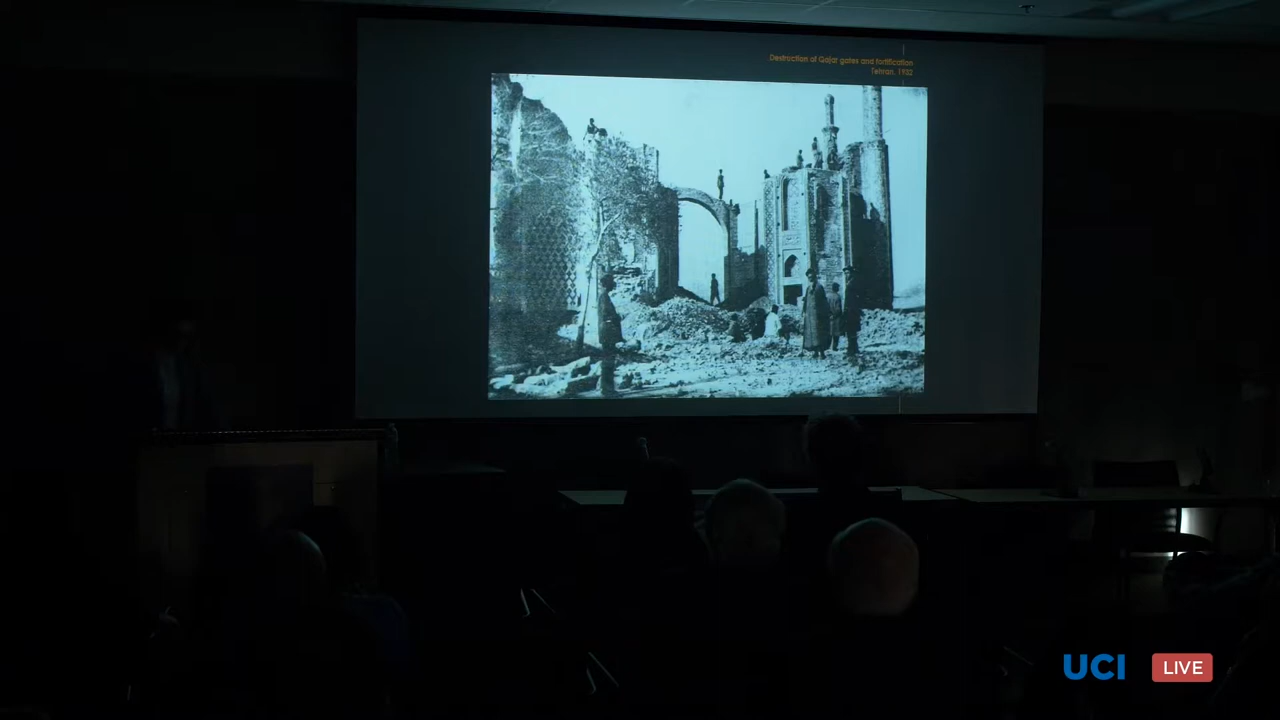 Destruction of Qajar gates and fortification
Tehran, 1932
UCI
LIVE